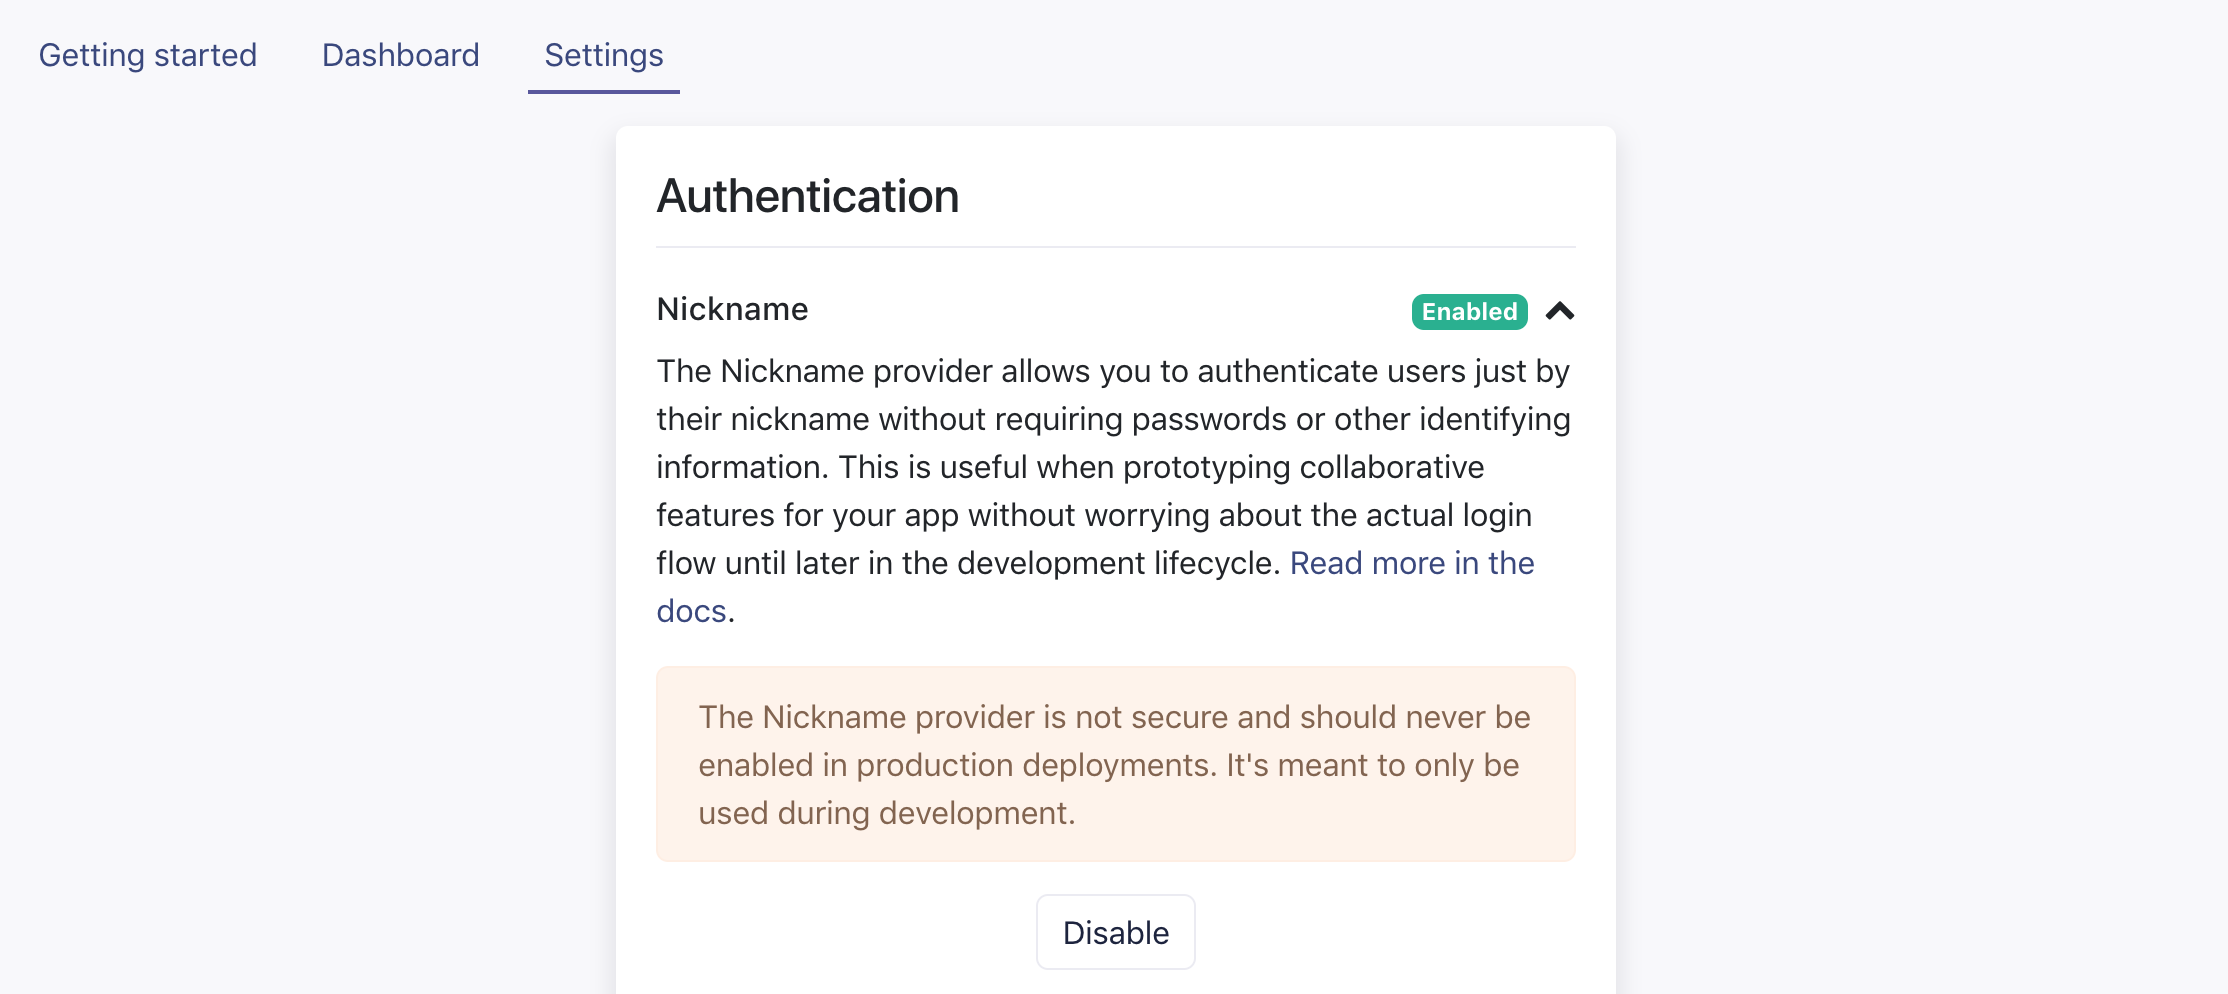 Getting started
Dashboard
Settings
Authentication
Nickname
Enabled
The Nickname provider allows you to authenticate users just by
their nickname without requiring passwords or other identifying
information. This is useful when prototyping collaborative
features for your app without worrying about the actual login
flow until later in the development lifecycle. Read more in the
docs.
The Nickname provider is not secure and should never be
enabled in production deployments. It's meant to only be
used during development.
Disable